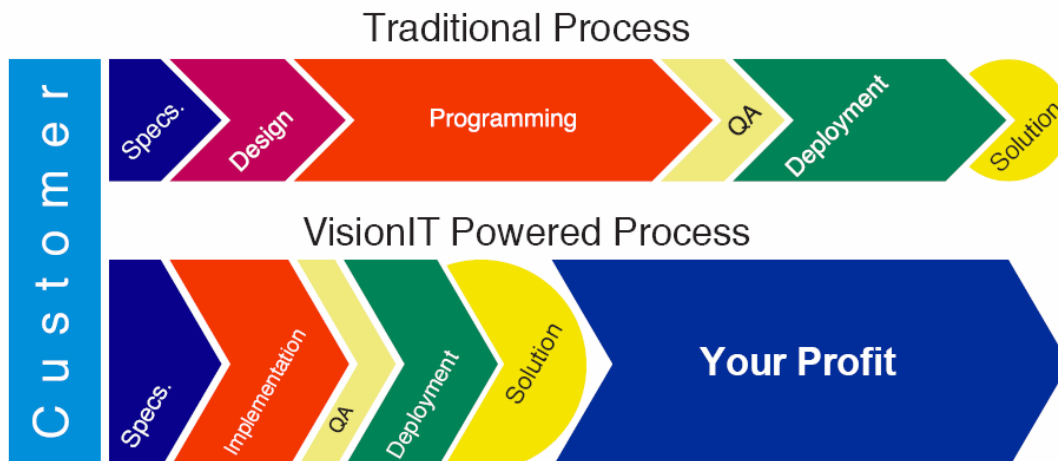 Traditional Process
Customer
Specs.
Design
Programming
QA
Deployment
Solution
VisionIT Powered Process
Specs.
Implementation
QA
Deployment
Solution
Your Profit